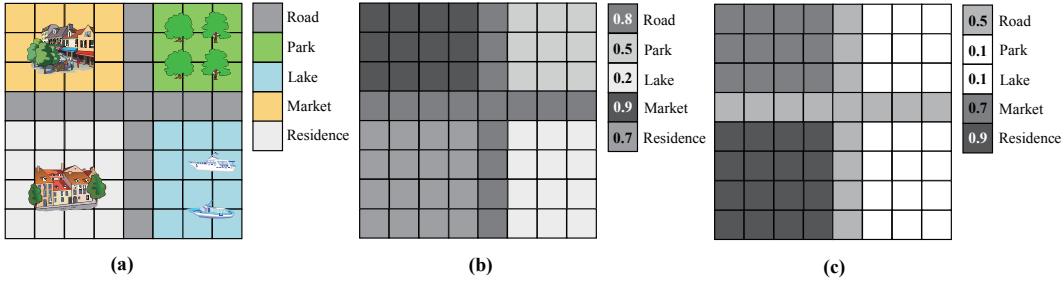 Road
Park
Lake
Market
Residence
(a)
0.8 Road
0.5 Park
0.2 Lake
0.9 Market
0.7 Residence
(b)
0.5 Road
0.1 Park
0.1 Lake
0.7 Market
0.9 Residence
(c)